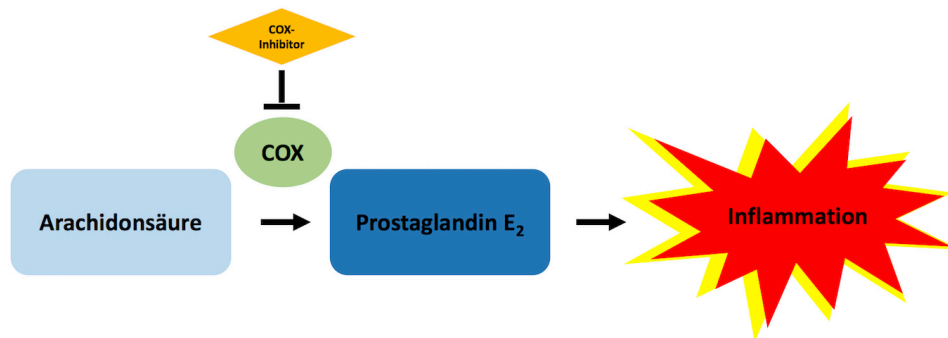 COX-
Inhibitor
COX
Arachidonsäure
Prostaglandin E₂
Inflammation